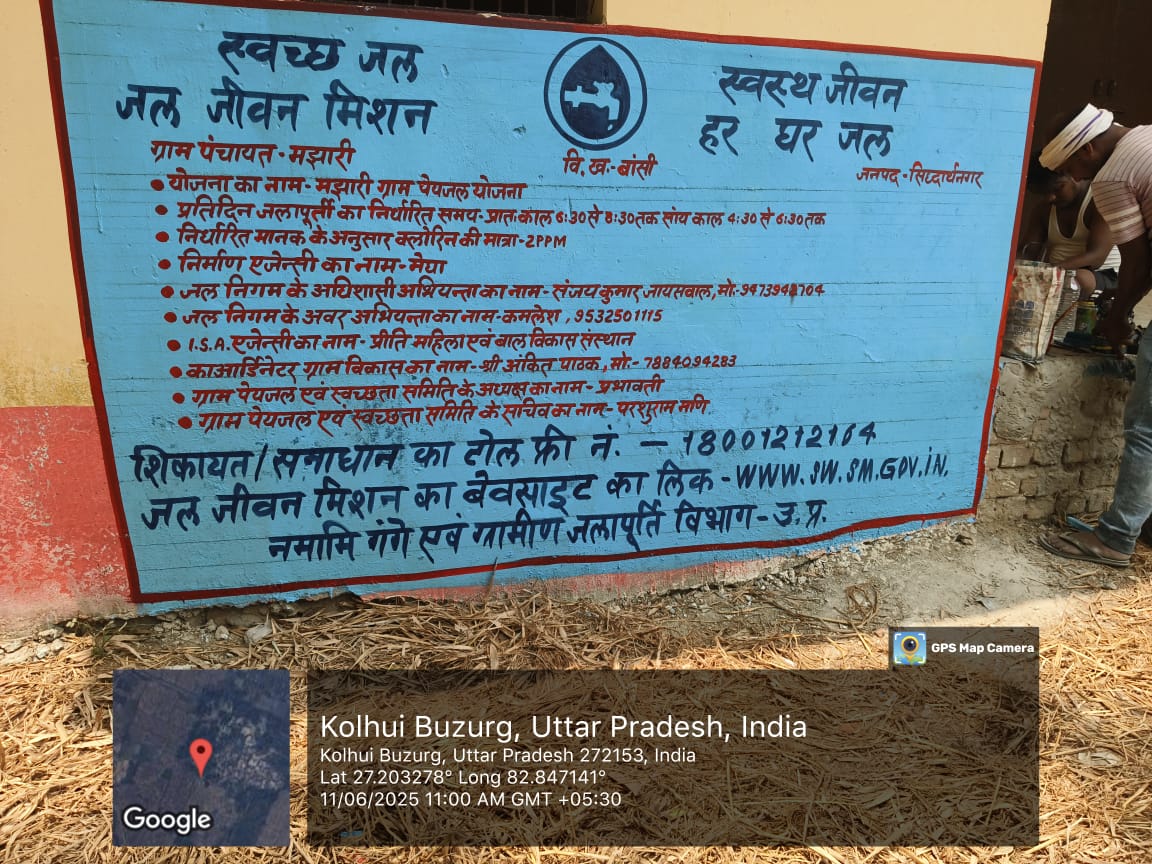 स्वच्छ जल
स्वस्थ जीवन
जल जीवन मिशन
हर घर जल
ग्राम पंचायत - मझारी
वि.ख:- बांसी
जनपद - सिध्दार्थनगर
• योजना का नाम - मझारी ग्राम पेयजल योजना
• प्रतिदिन जलापूर्ती का निर्धारित समय - प्रातःकाल 6:30 से 8:30 तक सांय काल 4:30 से 6:30 तक
• निर्धारित मानक के अनुसार क्लोरिन की मात्रा - 2PPM
• निर्माण एजेन्सी का नाम - मेघा
• जल निगम के अधिशासी अभियन्ता का नाम - संजय कुमार जायसवाल, मो:-
• जल निगम के अवर अभियन्ता का नाम - कमलेश, 9532501115
• I.S.A. एजेन्सी का नाम - प्रीति महिला एवं बाल विकास संस्थान
• काआर्डिनेटर ग्राम विकास का नाम - श्री अंकित पाठक, मो:- 7884094283
• ग्राम पेयजल एवं स्वच्छता समिति के अध्यक्ष का नाम - प्रभावती
• ग्राम पेयजल एवं स्वच्छता समिति के सचिव का नाम - परशुराम मणि
शिकायत/समाधान का टोल फ्री नं. - 18001212164
जल जीवन मिशन का बेवसाइट का लिंक - WWW.SW.SM.GOV.iN.
नमामि गंगे एवं ग्रामीण जलापूर्ति विभाग - उ.प्र.
GPS Map Camera
Kolhui Buzurg, Uttar Pradesh, India
Kolhui Buzurg, Uttar Pradesh 272153, India
Lat 27.203278° Long 82.847141°
11/06/2025 11:00 AM GMT +05:30
Google